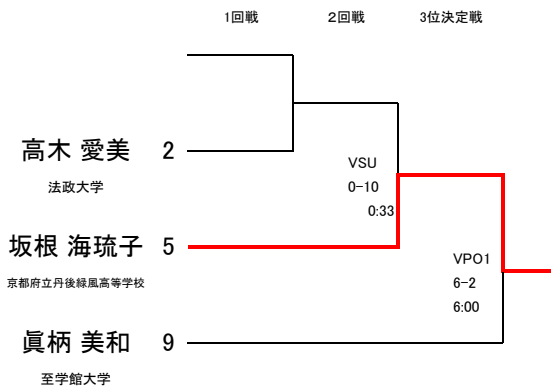 1回戦 2回戦 3位決定戦
高木 愛美 2
法政大学
VSU
0-10
0:33
坂根 海琉子 5
京都府立丹後緑風高等学校
VPO1
6-2
6:00
眞柄 美和 9
至学館大学